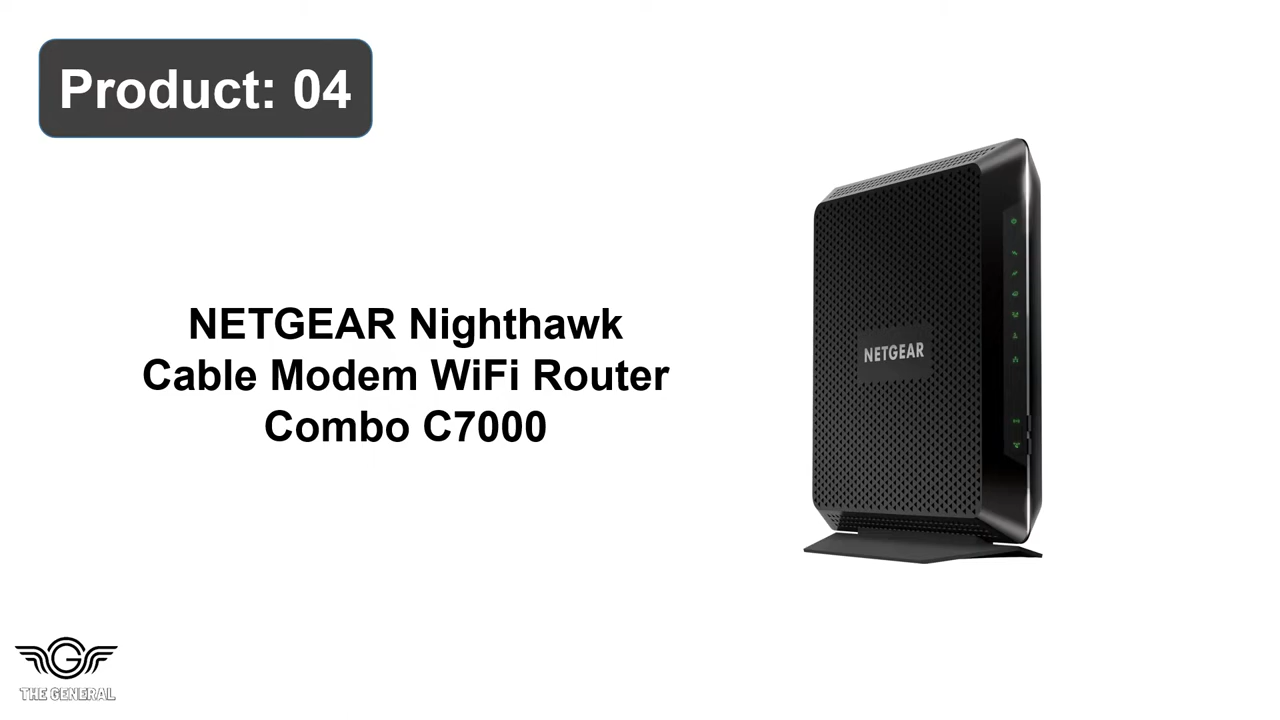 Product: 04
NETGEAR Nighthawk
Cable Modem WiFi Router
Combo C7000
NETGEAR
G
THE GENERAL